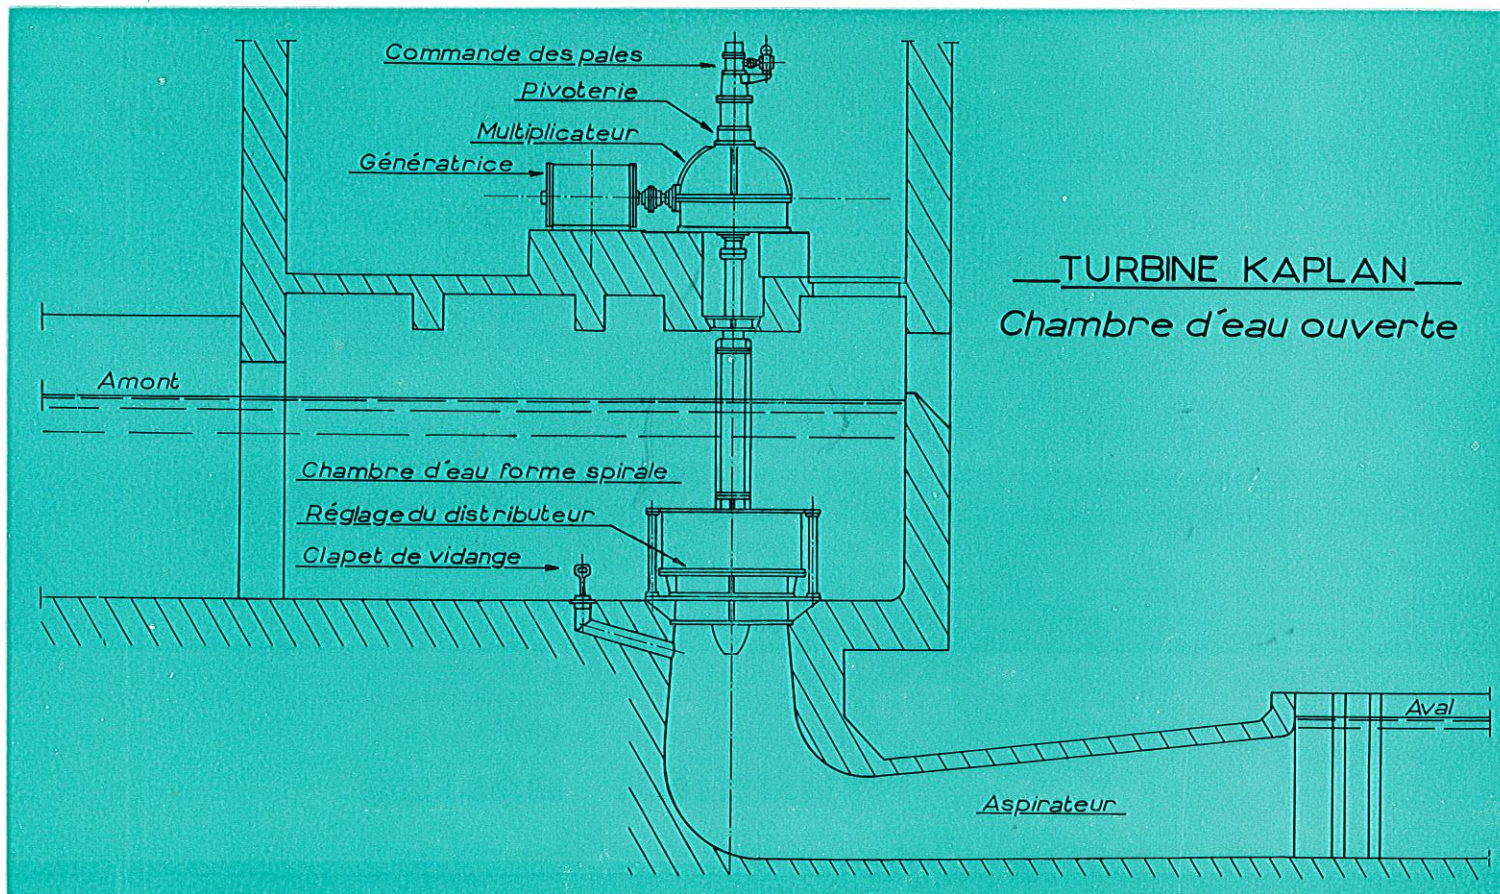 Commande des pales
Pivoterie
Multiplicateur
Génératrice
TURBINE KAPLAN
Chambre d'eau ouverte
Amont
Chambre d'eau forme spirale
Réglage du distributeur
Clapet de vidange
Aval
Aspirateur